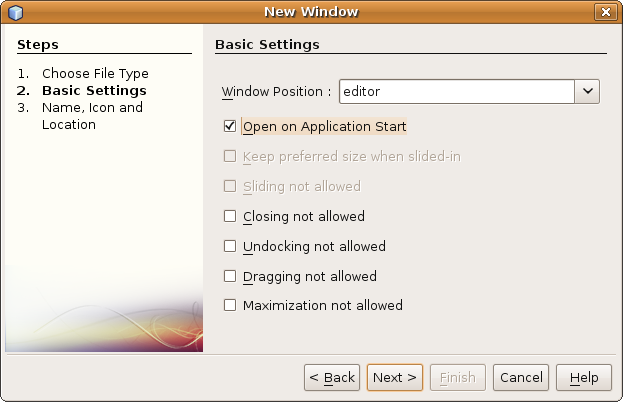 New Window
Steps
1. Choose File Type
2. Basic Settings
3. Name, Icon and
Location
Basic Settings
Window Position :
editor
Open on Application Start
Keep preferred size when slided-in
Sliding not allowed
Closing not allowed
Undocking not allowed
Dragging not allowed
Maximization not allowed
< Back
Next >
Finish
Cancel
Help